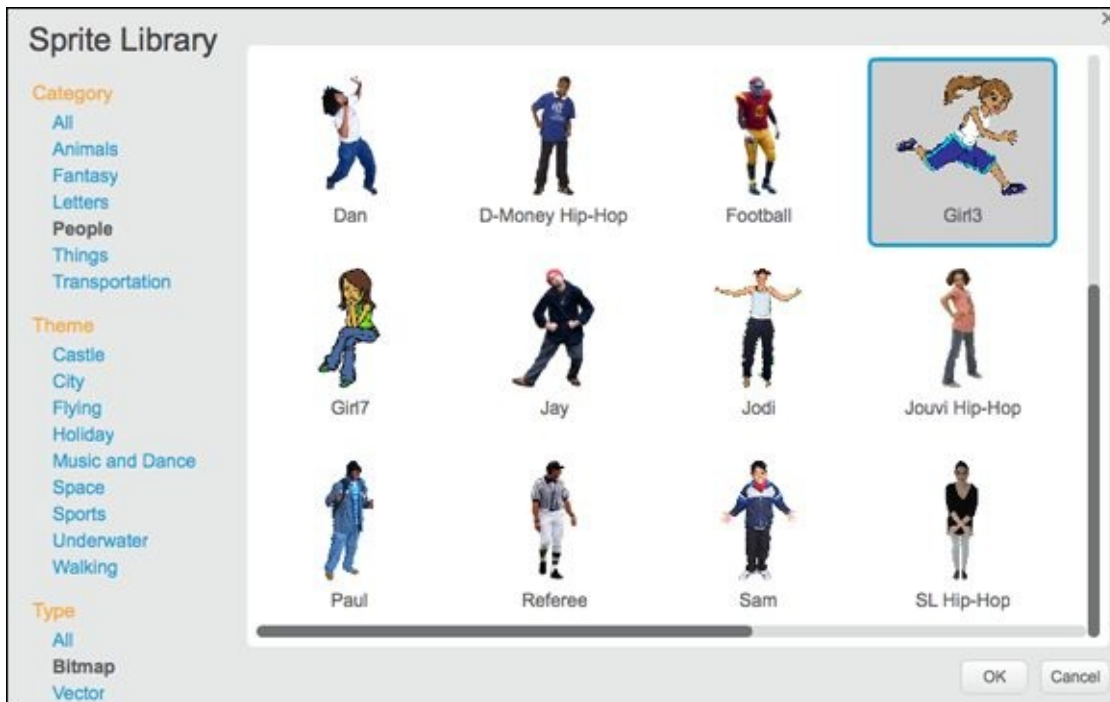 Sprite Library
Category
All
Animals
Fantasy
Letters
People
Things
Transportation
Theme
Castle
City
Flying
Holiday
Music and Dance
Space
Sports
Underwater
Walking
Type
All
Bitmap
Vector
Dan D-Money Hip-Hop Football Girl3
Girl7 Jay Jodi Jouvi Hip-Hop
Paul Referee Sam SL Hip-Hop
OK Cancel